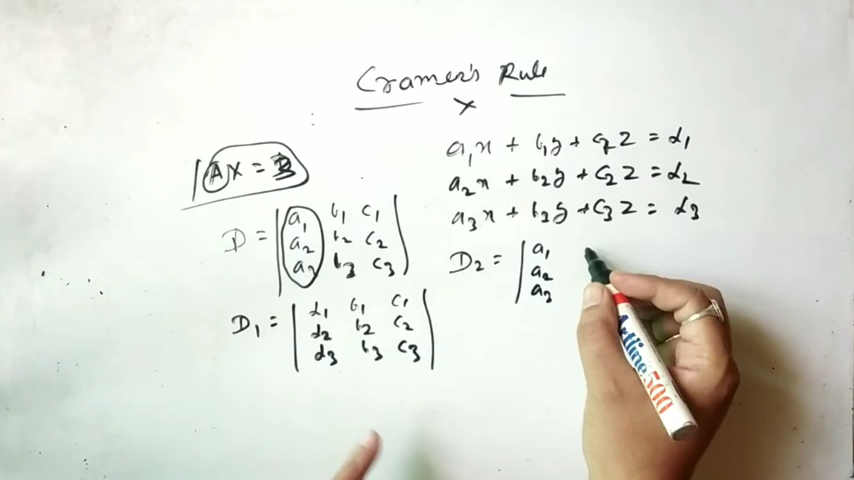 Cramer's Rule
a₁x + b₁y + c₁z = d₁
a₂x + b₂y + c₂z = d₂
a₃x + b₃y + c₃z = d₃
AX = B
D = | a₁ b₁ c₁ |
a₂ b₂ c₂
a₃ b₃ c₃
D₁ = | d₁ b₁ c₁ |
d₂ b₂ c₂
d₃ b₃ c₃
D₂ = | a₁
a₂
a₃
Artline 500